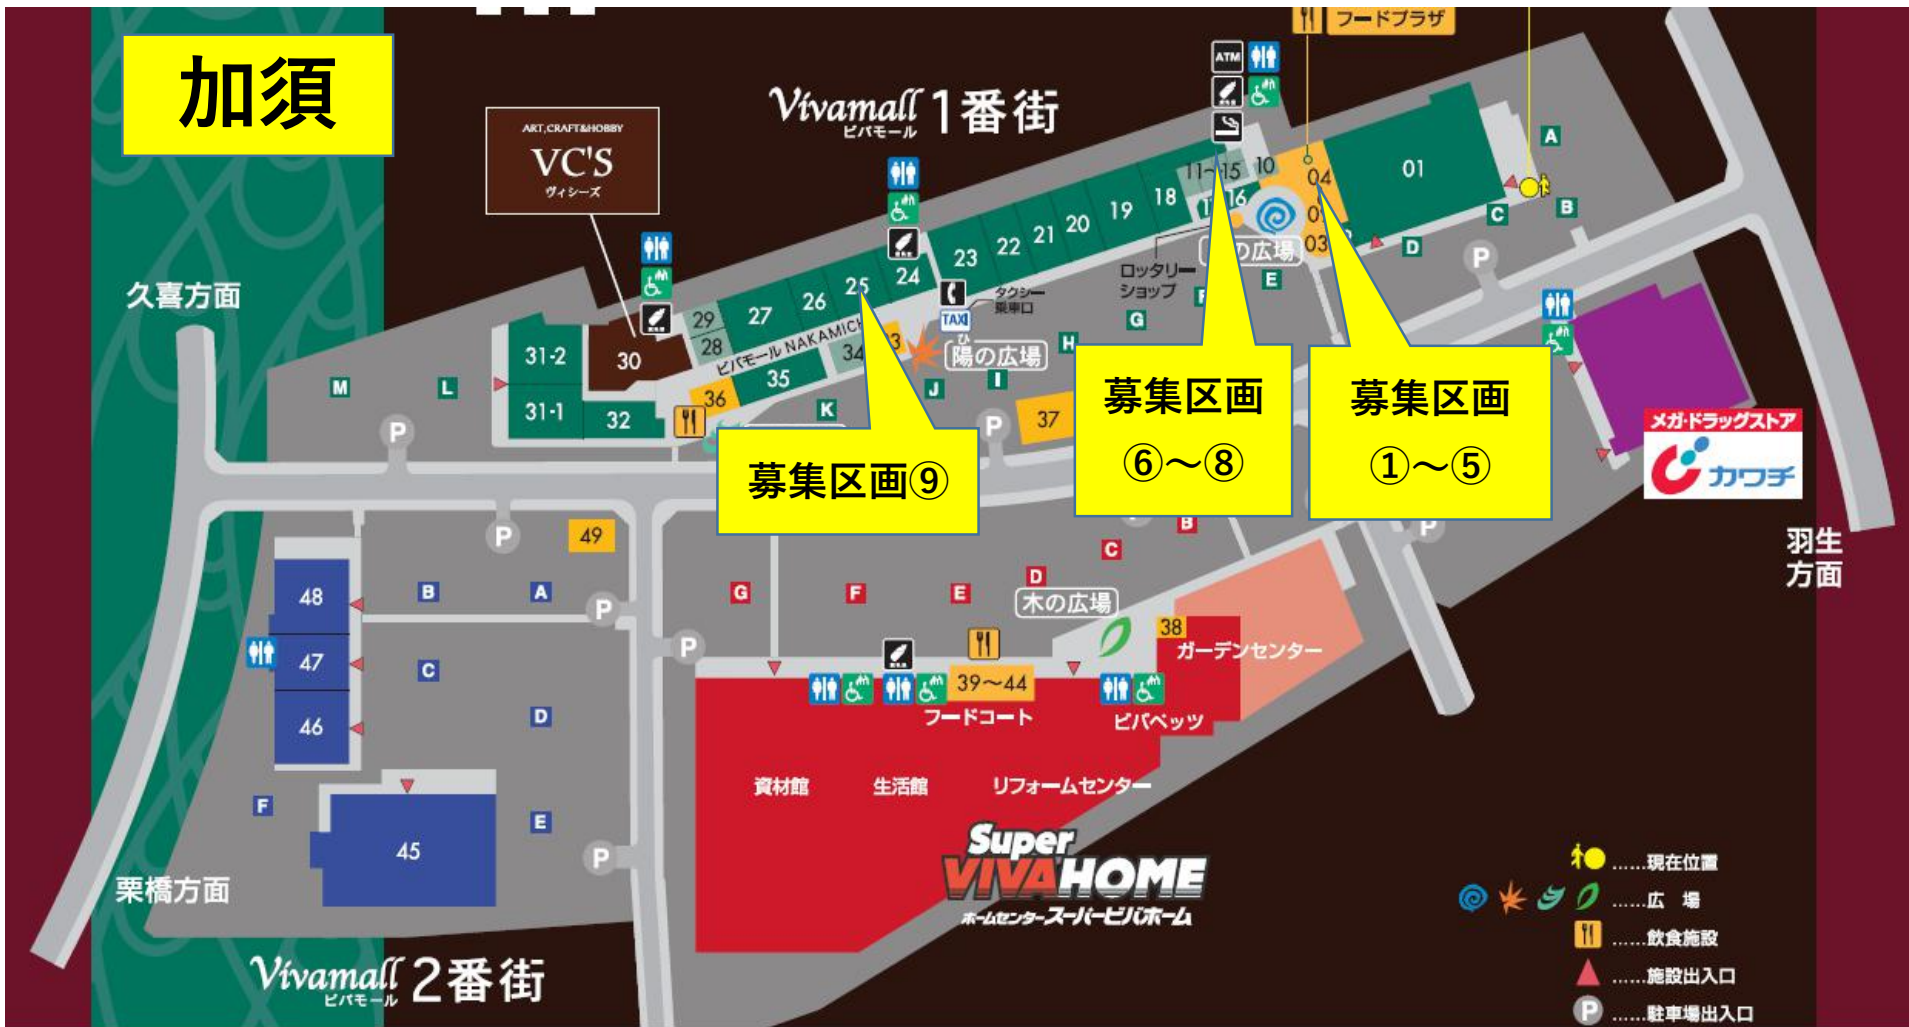 加須
フードプラザ
Vivamall 1番街
ビバモール
ATM
ART,CRAFT&HOBBY
VC'S
ヴィシーズ
久喜方面
A
B
C
D
E
G
H
I
J
K
L
M
01
04
03
10
11~15
16
18
19
20
21
22
23
24
25
26
27
28
29
30
31-2
31-1
32
34
35
36
37
ビバモール NAKAMICHI
TAXI
タクシー
乗車口
ひ
陽の広場
ロッタリー
ショップ
の広場
P
P
P
募集区画⑨
募集区画
⑥～⑧
募集区画
①～⑤
メガ・ドラッグストア
カワチ
羽生
方面
P
P
P
P
P
49
48
47
46
45
A
B
C
D
E
F
B
C
D
E
F
G
木の広場
38
ガーデンセンター
39～44
フードコート
ビバペッツ
資材館
生活館
リフォームセンター
Super
VIVAHOME
ホームセンタースーパービバホーム
栗橋方面
Vivamall 2番街
ビバモール
……現在位置
……広 場
……飲食施設
……施設出入口
P ……駐車場出入口